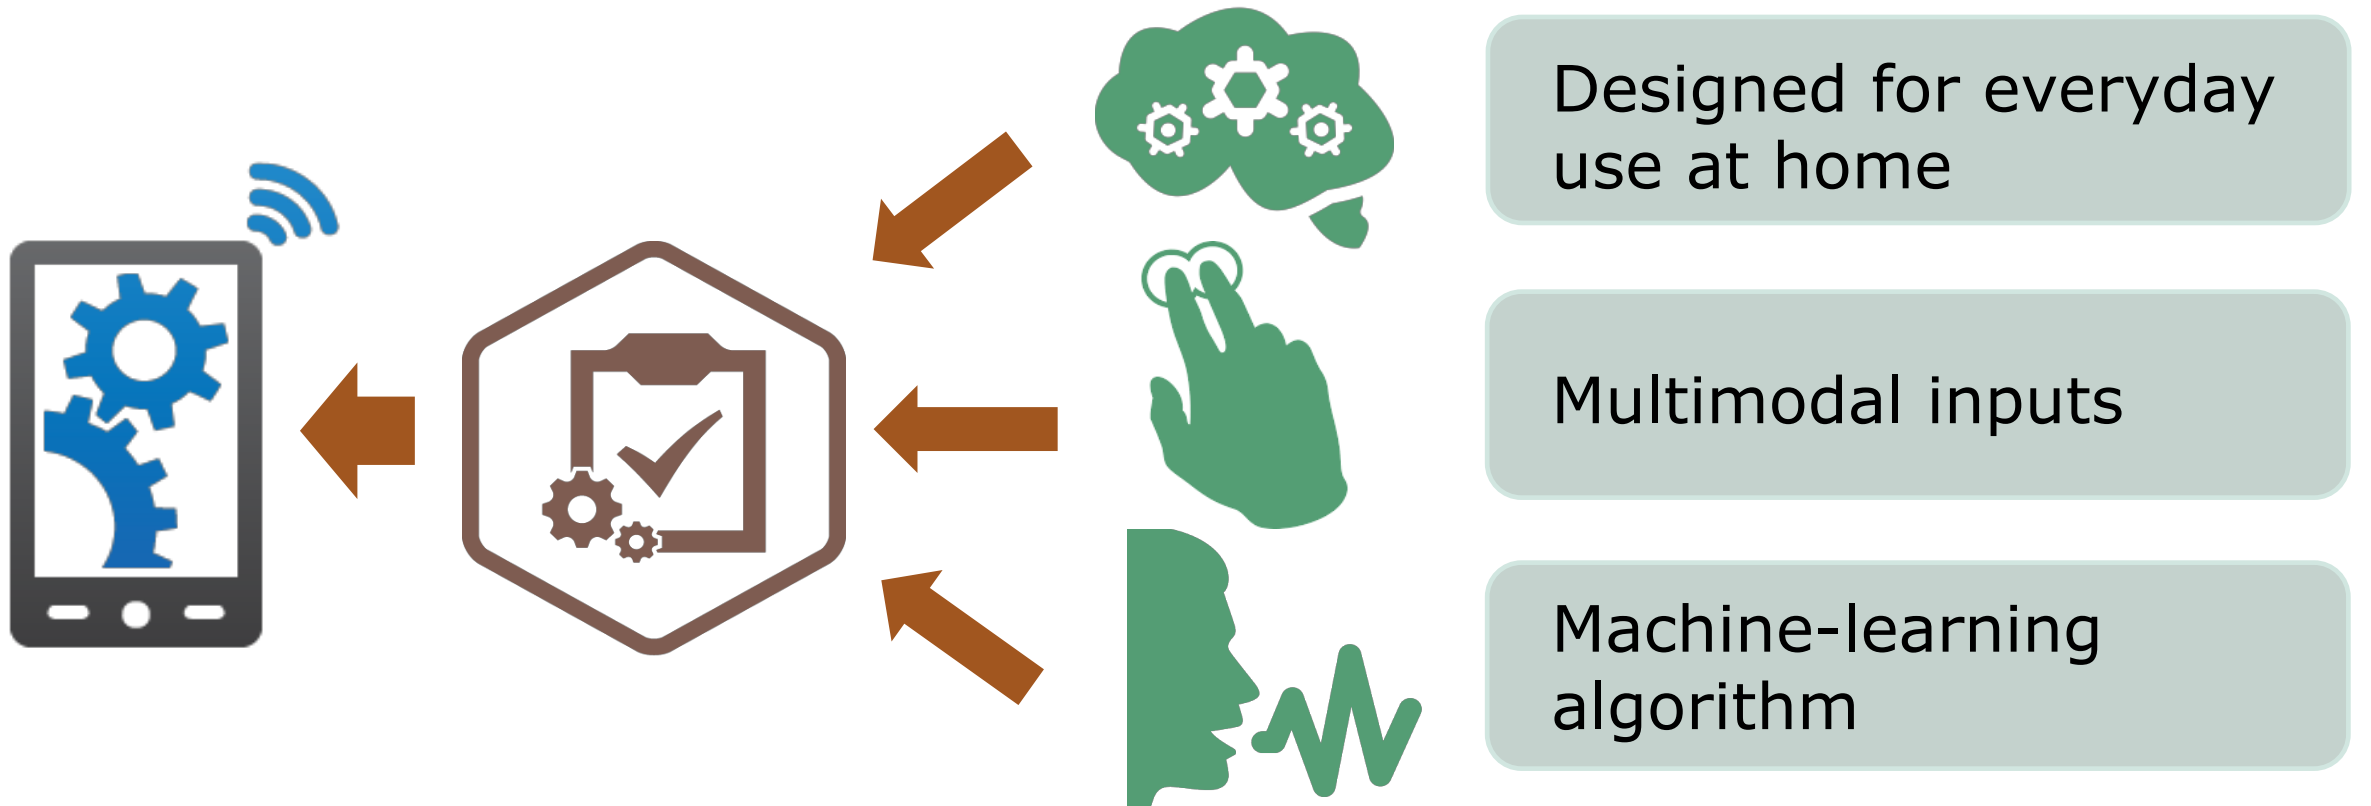 Designed for everyday
use at home
Multimodal inputs
Machine-learning
algorithm